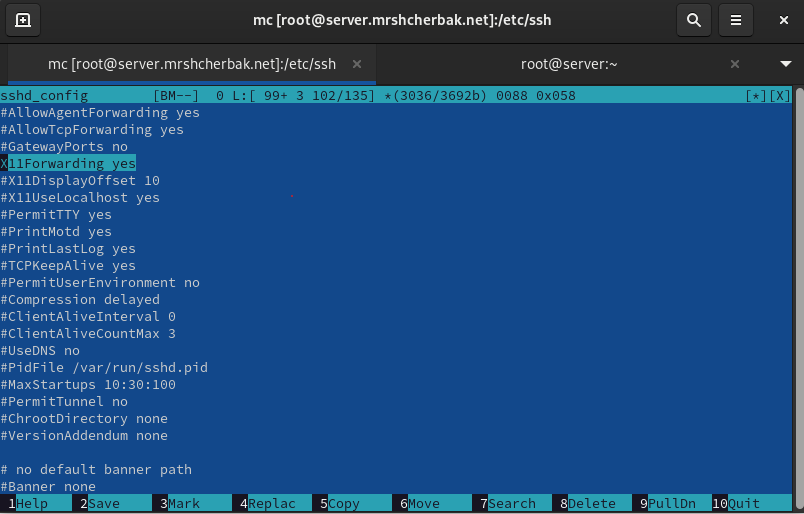 mc [root@server.mrshcherbak.net]:/etc/ssh
mc [root@server.mrshcherbak.net]:/etc/ssh
root@server:~
sshd_config [BM--] 0 L:[ 99+ 3 102/135] *(3036/3692b) 0088 0x058 [*][X]
#AllowAgentForwarding yes
#AllowTcpForwarding yes
#GatewayPorts no
X11Forwarding yes
#X11DisplayOffset 10
#X11UseLocalhost yes
#PermitTTY yes
#PrintMotd yes
#PrintLastLog yes
#TCPKeepAlive yes
#PermitUserEnvironment no
#Compression delayed
#ClientAliveInterval 0
#ClientAliveCountMax 3
#UseDNS no
#PidFile /var/run/sshd.pid
#MaxStartups 10:30:100
#PermitTunnel no
#ChrootDirectory none
#VersionAddendum none
# no default banner path
#Banner none
1Help 2Save 3Mark 4Replac 5Copy 6Move 7Search 8Delete 9PullDn 10Quit